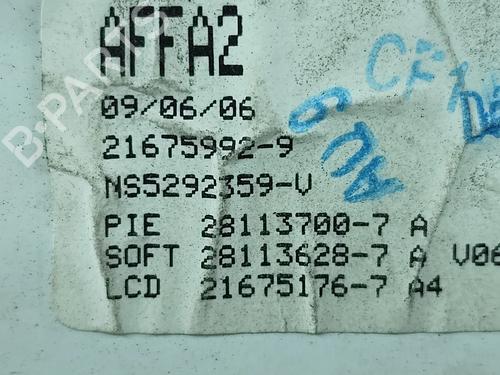 AFFA2
09/06/06
21675992-9
NS5292359-V
PIE 28113700-7 A
SOFT 28113628-7 A V06
LCD 21675176-7 A4
B-PARTS